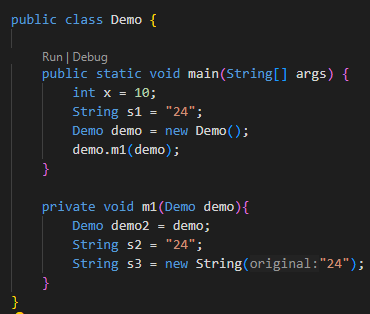 public class Demo {
Run | Debug
public static void main(String[] args) {
int x = 10;
String s1 = "24";
Demo demo = new Demo();
demo.m1(demo);
}
private void m1(Demo demo){
Demo demo2 = demo;
String s2 = "24";
String s3 = new String(original:"24");
}
}